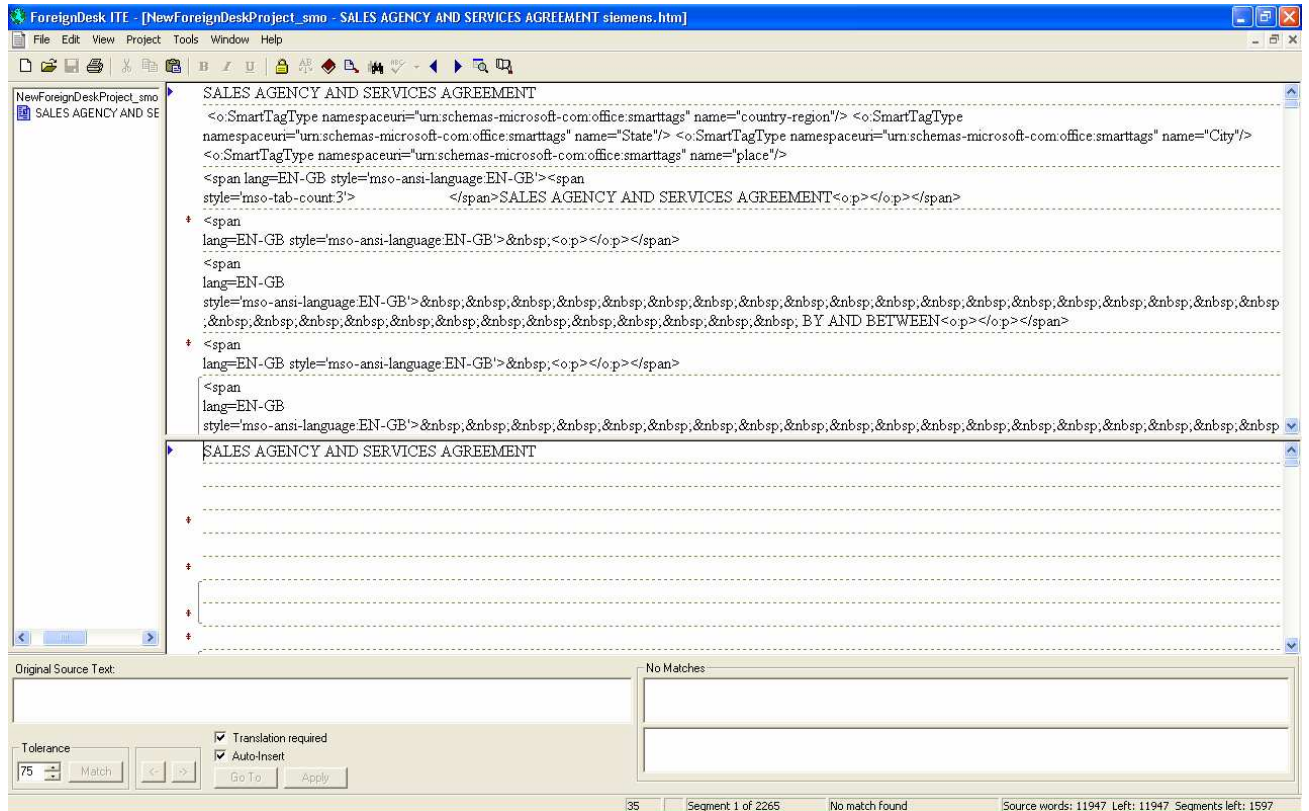 ForeignDesk ITE - [NewForeignDeskProject_smo - SALES AGENCY AND SERVICES AGREEMENT siemens.htm]
File Edit View Project Tools Window Help
B I U
NewForeignDeskProject_smo
SALES AGENCY AND SE
SALES AGENCY AND SERVICES AGREEMENT
<o:SmartTagType namespaceuri="urn:schemas-microsoft-com:office:smarttags" name="country-region"/> <o:SmartTagType
namespaceuri="urn:schemas-microsoft-com:office:smarttags" name="State"/> <o:SmartTagType namespaceuri="urn:schemas-microsoft-com:office:smarttags" name="City"/>
<o:SmartTagType namespaceuri="urn:schemas-microsoft-com:office:smarttags" name="place"/>
<span lang=EN-GB style='mso-ansi-language:EN-GB'><span
style='mso-tab-count:3'> </span>SALES AGENCY AND SERVICES AGREEMENT<o:p></o:p></span>
<span
lang=EN-GB style='mso-ansi-language:EN-GB'>&nbsp;<o:p></o:p></span>
<span
lang=EN-GB
style='mso-ansi-language:EN-GB'>&nbsp;&nbsp;&nbsp;&nbsp;&nbsp;&nbsp;&nbsp;&nbsp;&nbsp;&nbsp;&nbsp;&nbsp;&nbsp;&nbsp;&nbsp;&nbsp;&nbsp;&nbsp;&nbsp
;&nbsp;&nbsp;&nbsp;&nbsp;&nbsp;&nbsp;&nbsp;&nbsp;&nbsp;&nbsp;&nbsp;&nbsp;&nbsp; BY AND BETWEEN<o:p></o:p></span>
<span
lang=EN-GB style='mso-ansi-language:EN-GB'>&nbsp;<o:p></o:p></span>
<span
lang=EN-GB
style='mso-ansi-language:EN-GB'>&nbsp;&nbsp;&nbsp;&nbsp;&nbsp;&nbsp;&nbsp;&nbsp;&nbsp;&nbsp;&nbsp;&nbsp;&nbsp;&nbsp;&nbsp;&nbsp;&nbsp;&nbsp;&nbsp
SALES AGENCY AND SERVICES AGREEMENT
Original Source Text:
No Matches
Tolerance
75 Match
<- ->
Translation required
Auto-Insert
Go To Apply
35 Segment 1 of 2265 No match found Source words: 11947 Left: 11947 Segments left: 1597